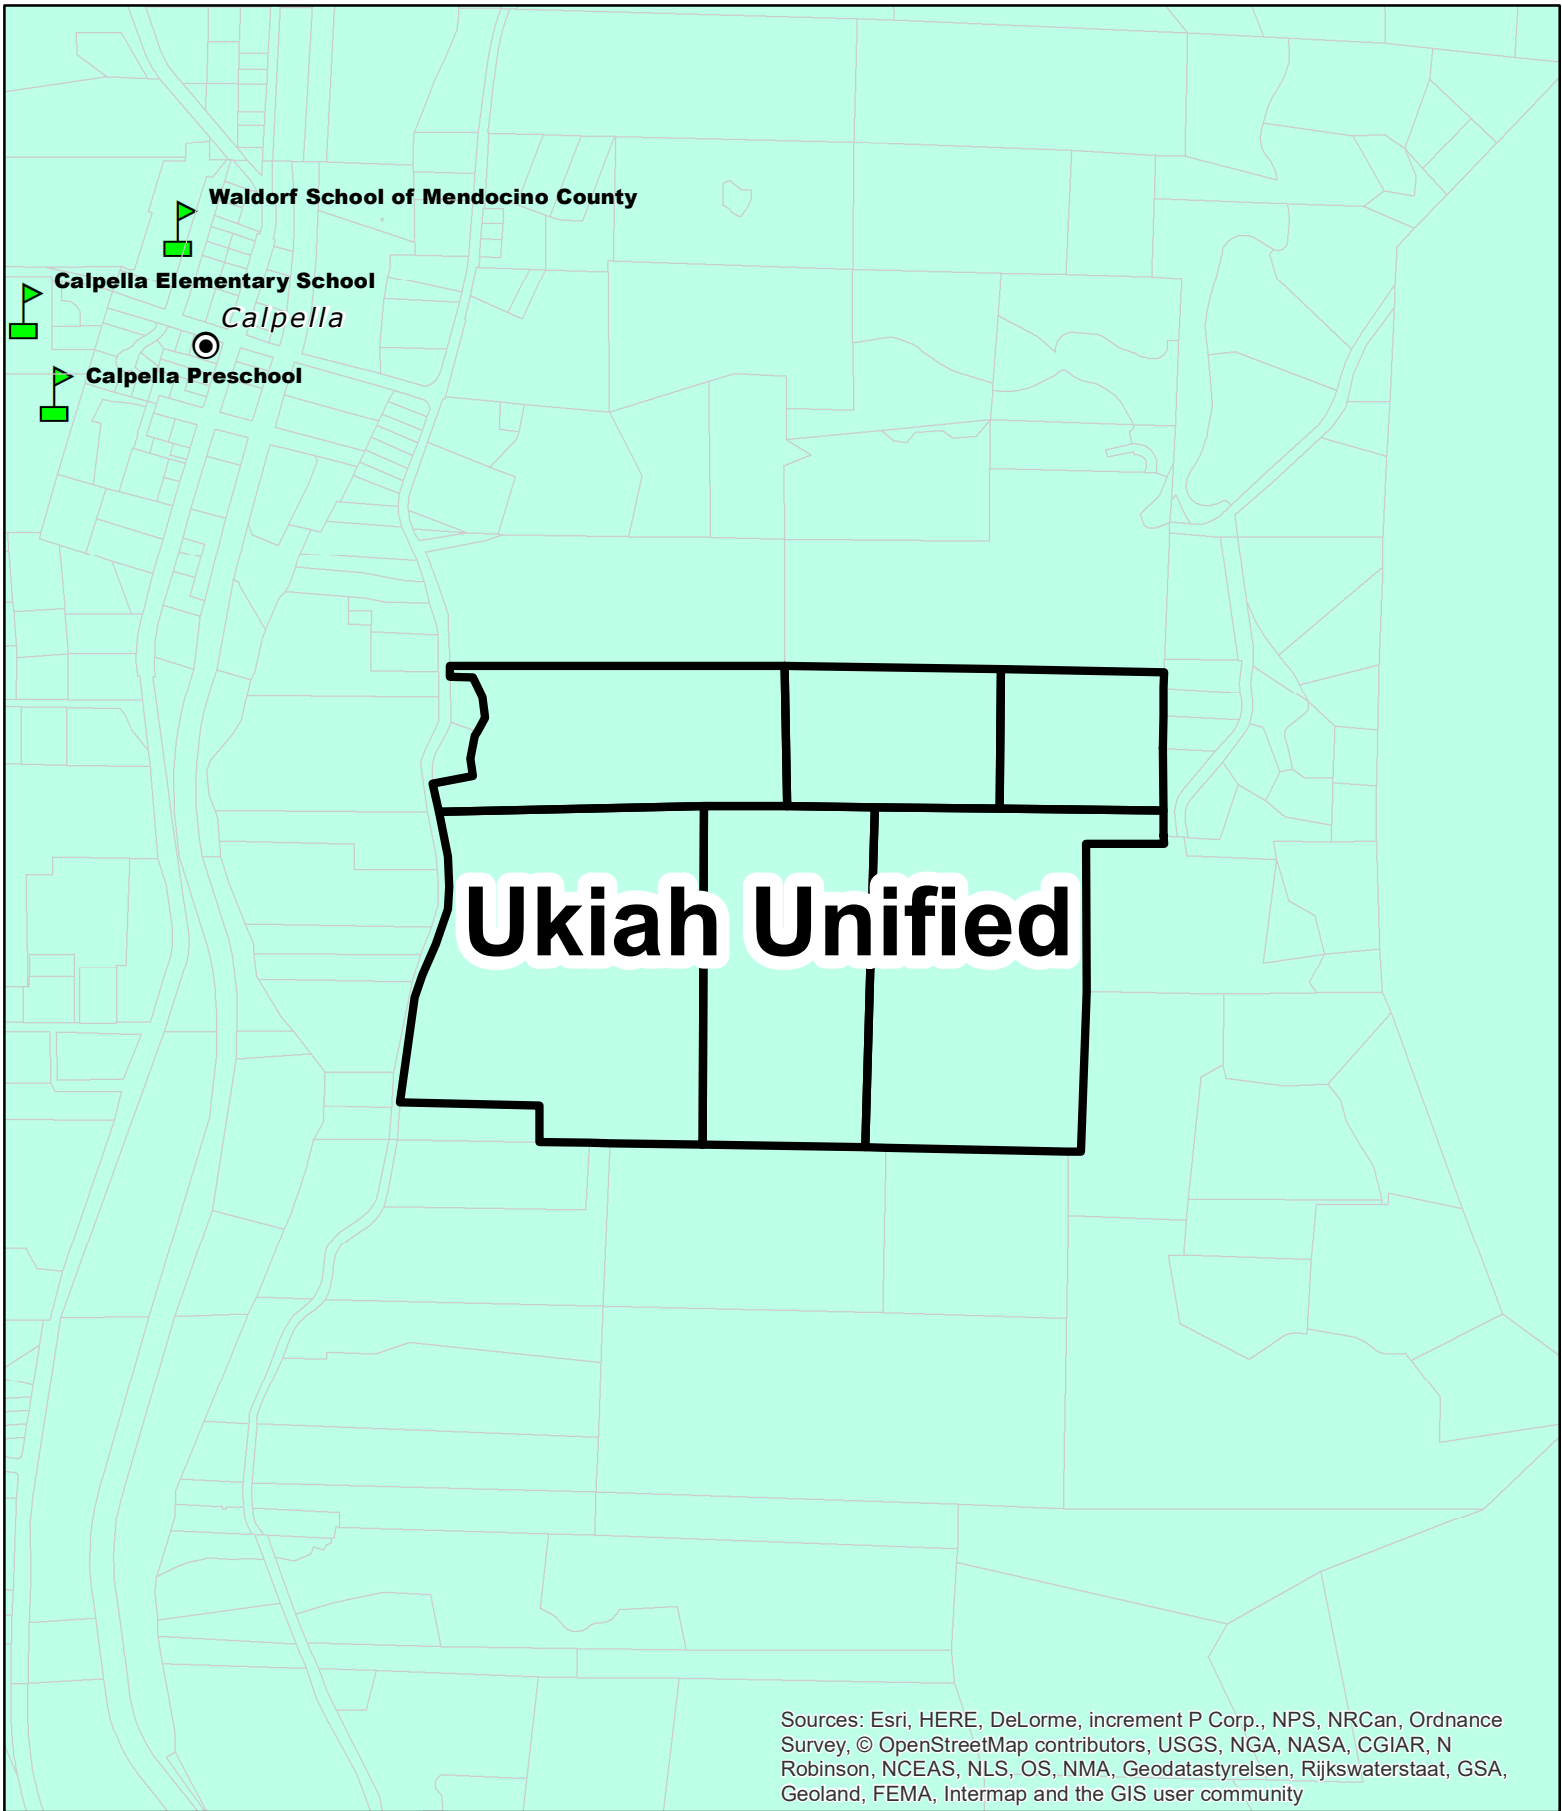 Waldorf School of Mendocino County
Calpella Elementary School
Calpella
Calpella Preschool
Ukiah Unified
Sources: Esri, HERE, DeLorme, increment P Corp., NPS, NRCan, Ordnance
Survey, © OpenStreetMap contributors, USGS, NGA, NASA, CGIAR, N
Robinson, NCEAS, NLS, OS, NMA, Geodatastyrelsen, Rijkswaterstaat, GSA,
Geoland, FEMA, Intermap and the GIS user community